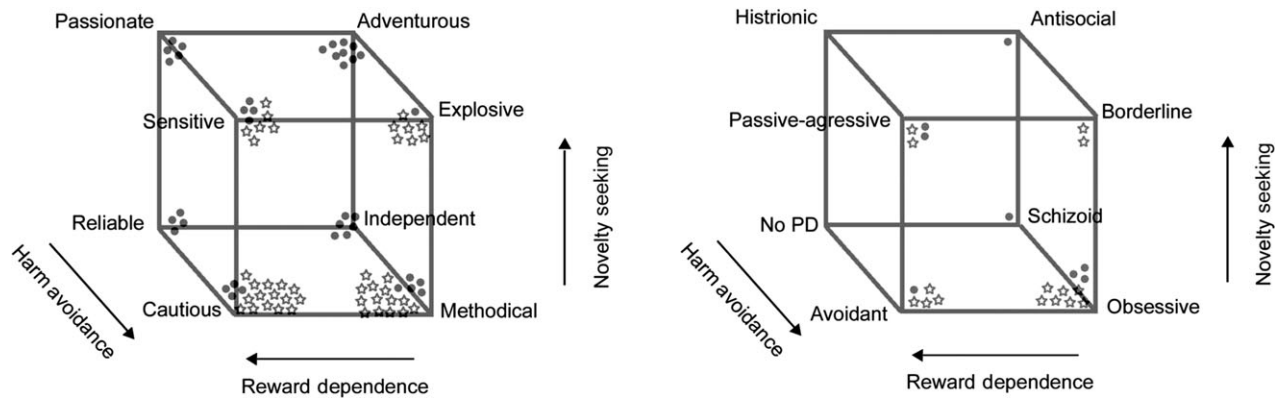 Passionate
Adventurous
Sensitive
Explosive
Reliable
Independent
Cautious
Methodical
Harm avoidance
Reward dependence
Novelty seeking
Histrionic
Antisocial
Passive-agressive
Borderline
No PD
Schizoid
Avoidant
Obsessive
Harm avoidance
Reward dependence
Novelty seeking